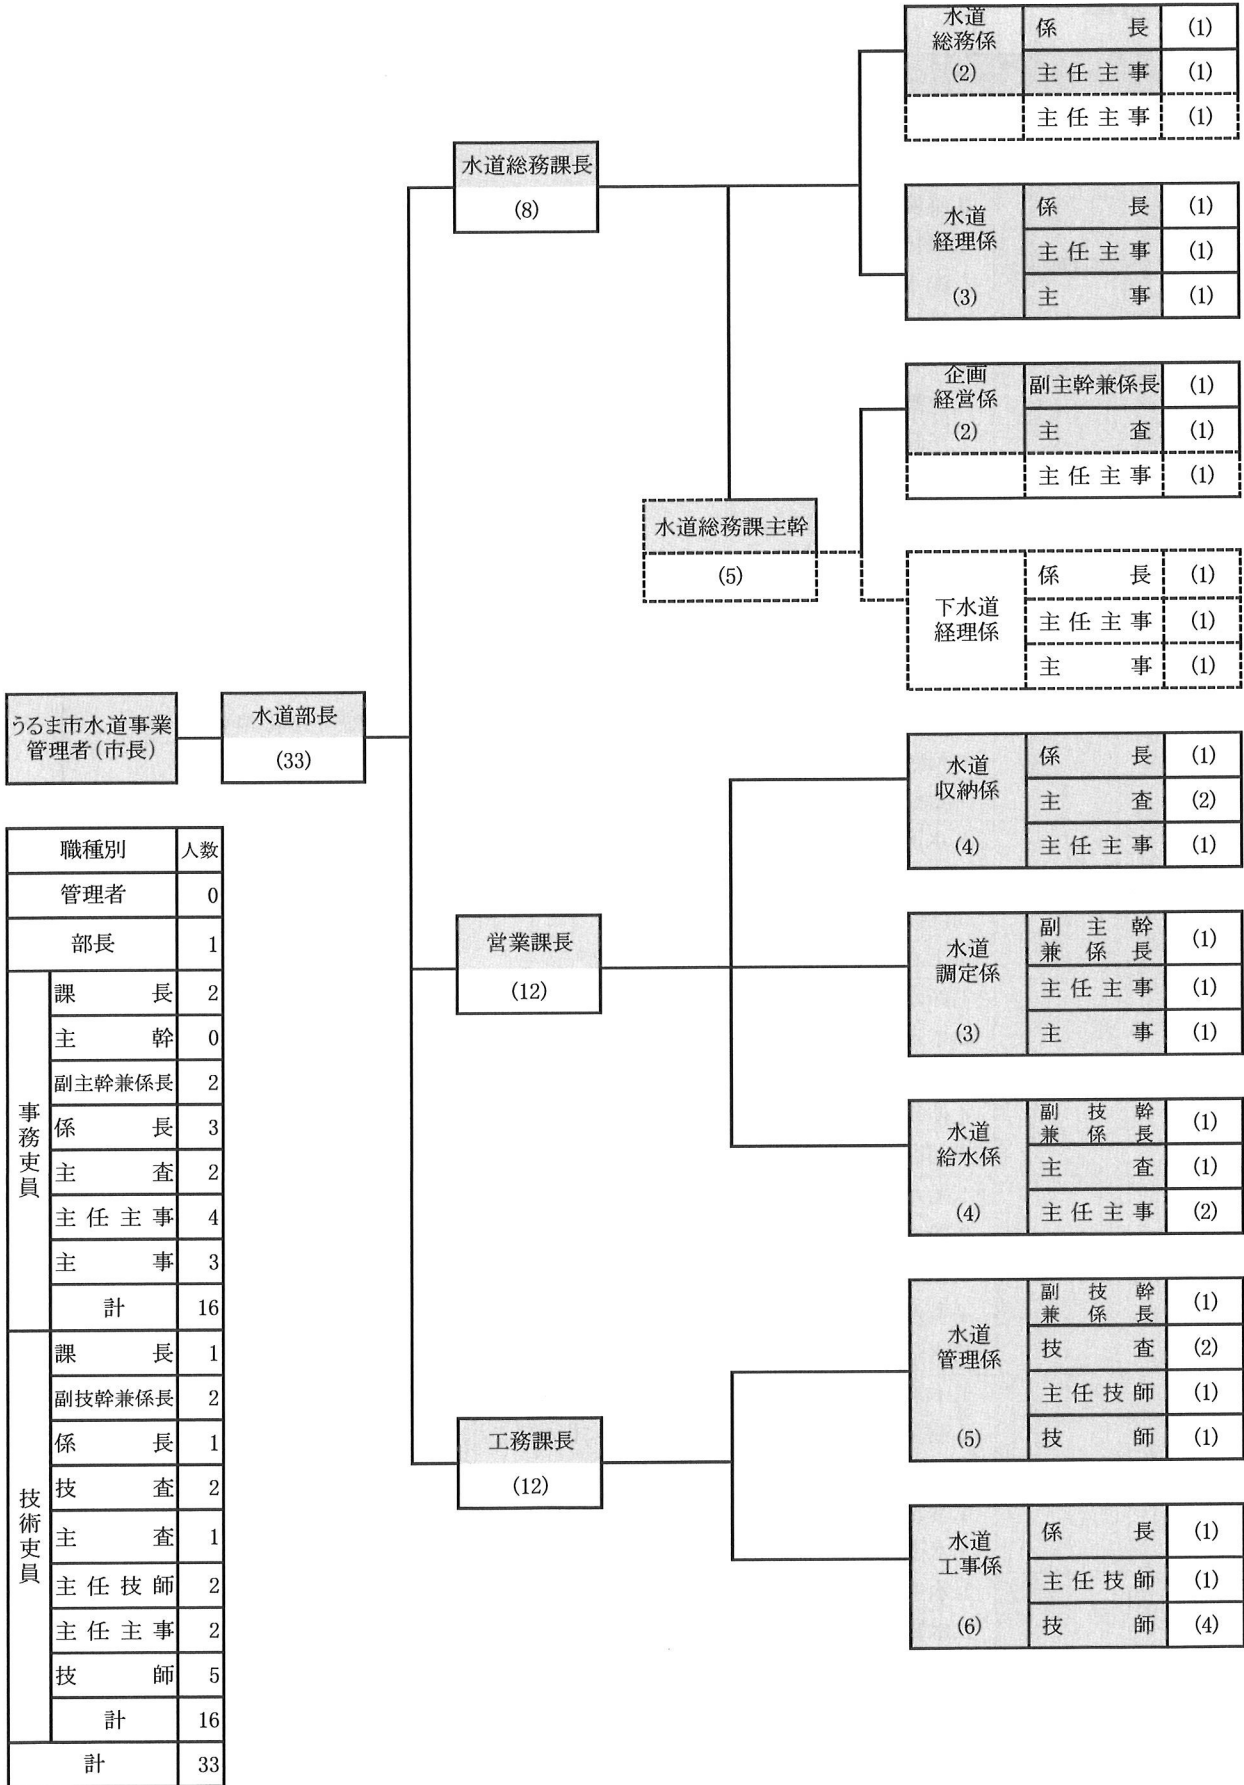 水道
総務係
(2)
係長 (1)
主任主事 (1)
主任主事 (1)
水道総務課長
(8)
水道
経理係
(3)
係長 (1)
主任主事 (1)
主事 (1)
企画
経営係
(2)
副主幹兼係長 (1)
主査 (1)
主任主事 (1)
水道総務課主幹
(5)
下水道
経理係
係長 (1)
主任主事 (1)
主事 (1)
うるま市水道事業
管理者(市長)
水道部長
(33)
水道
収納係
(4)
係長 (1)
主査 (2)
主任主事 (1)
営業課長
(12)
水道
調定係
(3)
副主幹
兼係長 (1)
主任主事 (1)
主事 (1)
水道
給水係
(4)
副技幹
兼係長 (1)
主査 (1)
主任主事 (2)
工務課長
(12)
水道
管理係
(5)
副技幹
兼係長 (1)
技査 (2)
主任技師 (1)
技師 (1)
水道
工事係
(6)
係長 (1)
主任技師 (1)
技師 (4)
職種別 人数
管理者 0
部長 1
事務吏員
課長 2
主幹 0
副主幹兼係長 2
係長 3
主査 2
主任主事 4
主事 3
計 16
技術吏員
課長 1
副技幹兼係長 2
係長 1
技査 2
主査 1
主任技師 2
主任主事 2
技師 5
計 16
計 33